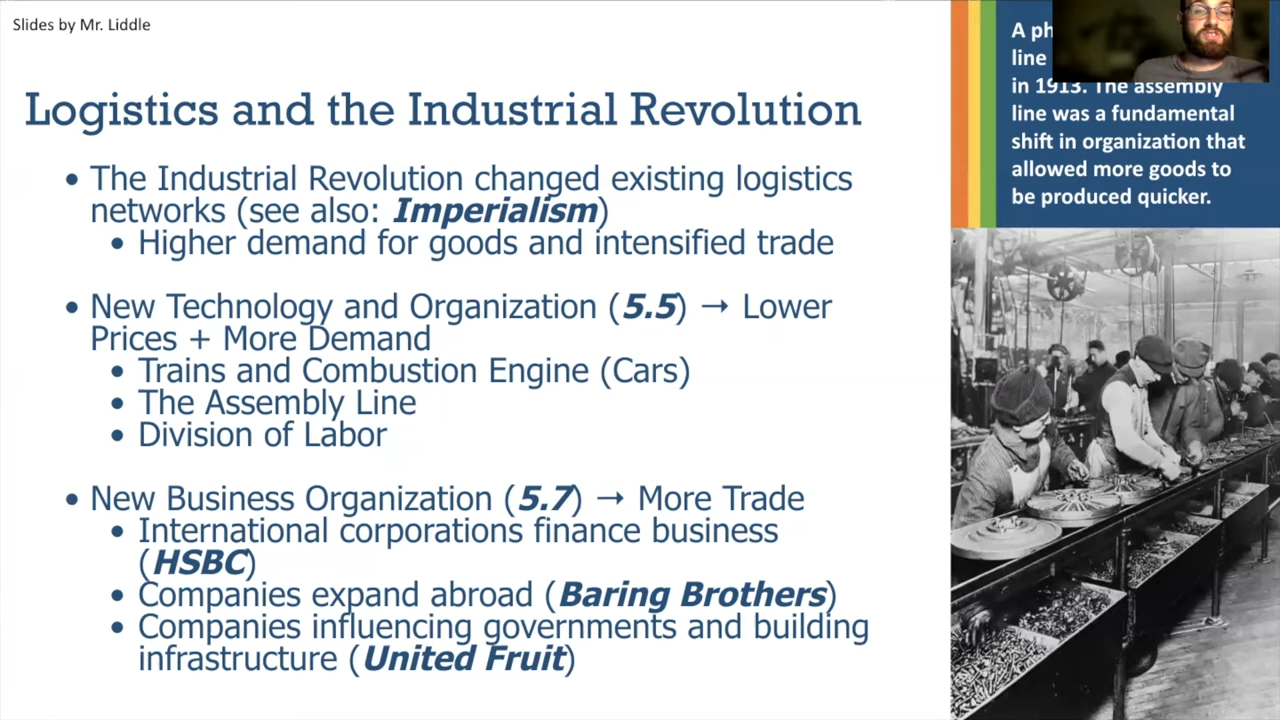 Slides by Mr. Liddle
Logistics and the Industrial Revolution
• The Industrial Revolution changed existing logistics
networks (see also: Imperialism)
• Higher demand for goods and intensified trade
• New Technology and Organization (5.5) → Lower
Prices + More Demand
• Trains and Combustion Engine (Cars)
• The Assembly Line
• Division of Labor
• New Business Organization (5.7) → More Trade
• International corporations finance business
(HSBC)
• Companies expand abroad (Baring Brothers)
• Companies influencing governments and building
infrastructure (United Fruit)
A
line
in 1913. The assembly
line was a fundamental
shift in organization that
allowed more goods to
be produced quicker.